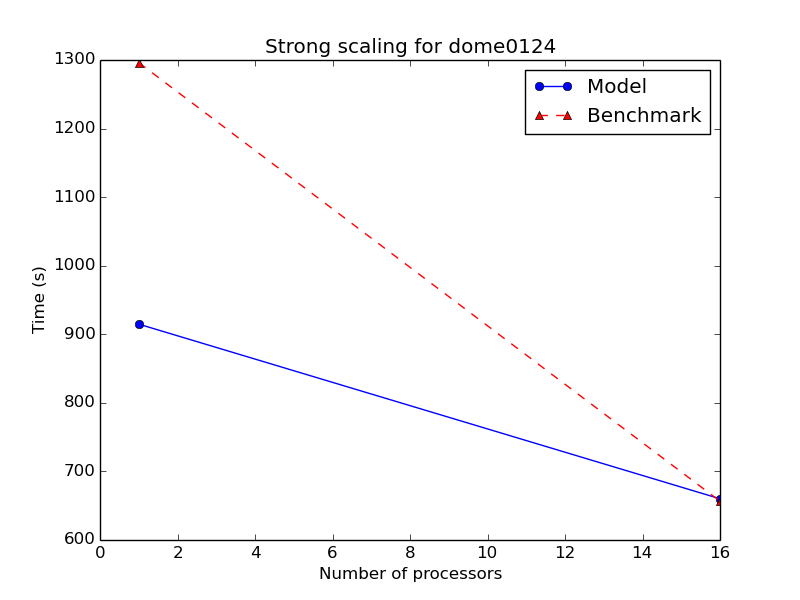 Strong scaling for dome0124
1300
1200
1100
1000
900
800
700
600
Time (s)
Model
Benchmark
0 2 4 6 8 10 12 14 16
Number of processors